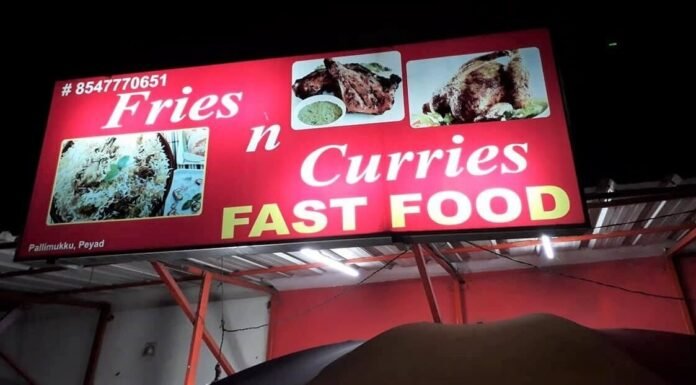 # 8547770651
Fries
n
Curries
FAST FOOD
Pallimukku, Peyad